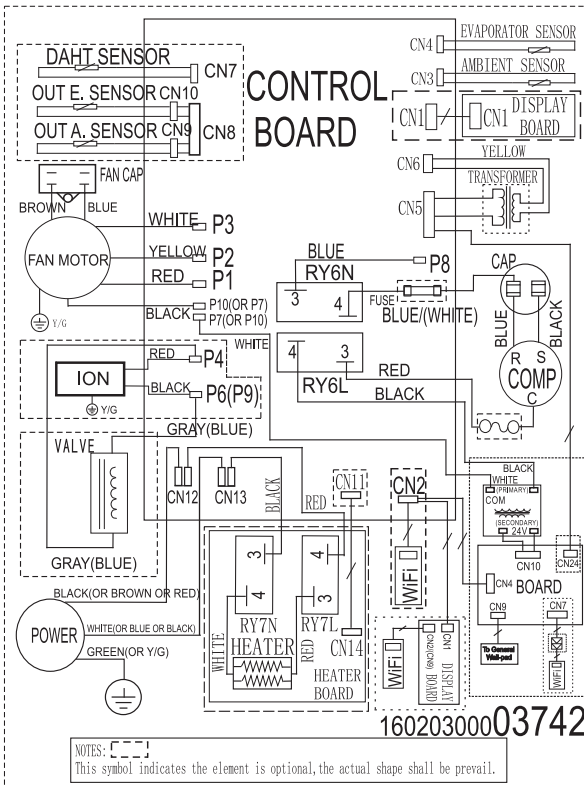 DAHT SENSOR
CN7
OUT E. SENSOR CN10
OUT A. SENSOR CN9
CN8
CONTROL
BOARD
EVAPORATOR SENSOR
CN4
AMBIENT SENSOR
CN3
CN1
CN1
DISPLAY
BOARD
CN6
YELLOW
TRANSFORMER
CN5
FAN CAP
BROWN
BLUE
WHITE
P3
FAN MOTOR
YELLOW
P2
RED
P1
P10(OR P7)
BLACK
P7(OR P10)
Y/G
WHITE
BLUE
P8
RY6N
3
4
FUSE
BLUE/(WHITE)
CAP
BLUE
BLACK
4
3
RY6L
RED
BLACK
R S
COMP
C
ION
RED
P4
BLACK
P6(P9)
Y/G
GRAY(BLUE)
VALVE
GRAY(BLUE)
CN12
CN13
BLACK
RED
CN11
CN2
WiFi
BLACK
WHITE
(PRIMARY)
COM
(SECONDARY)
24V
CN10
CN24
CN4
BOARD
CN9
CN7
To General
Wall-pad
WiFi
3
4
4
3
RY7N
RY7L
HEATER
WHITE
RED
CN14
HEATER
BOARD
BLACK(OR BROWN OR RED)
POWER
WHITE(OR BLUE OR BLACK)
GREEN(OR Y/G)
WiFi
CN2(CN3)
CN1
DISPLAY
BOARD
16020300003742
NOTES:
This symbol indicates the element is optional,the actual shape shall be prevail.